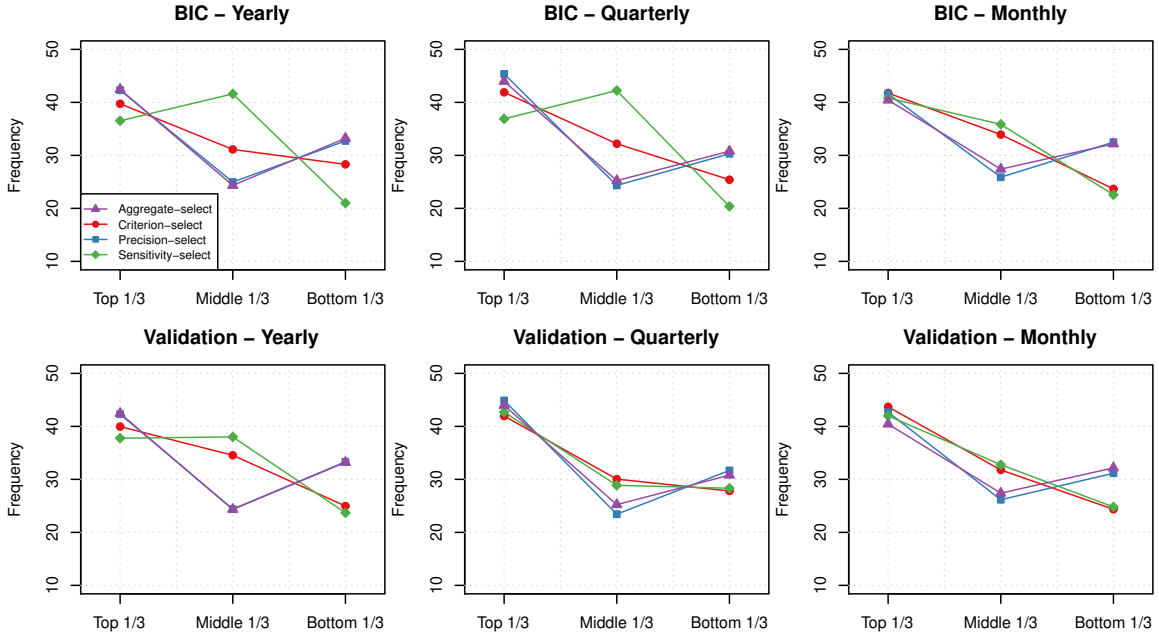 BIC – Yearly
50
40
30
20
10
Frequency
Aggregate−select
Criterion−select
Precision−select
Sensitivity−select
Top 1/3 Middle 1/3 Bottom 1/3
BIC – Quarterly
50
40
30
20
10
Frequency
Top 1/3 Middle 1/3 Bottom 1/3
BIC – Monthly
50
40
30
20
10
Frequency
Top 1/3 Middle 1/3 Bottom 1/3
Validation – Yearly
50
40
30
20
10
Frequency
Top 1/3 Middle 1/3 Bottom 1/3
Validation – Quarterly
50
40
30
20
10
Frequency
Top 1/3 Middle 1/3 Bottom 1/3
Validation – Monthly
50
40
30
20
10
Frequency
Top 1/3 Middle 1/3 Bottom 1/3